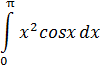 ∫₀^π x² cosx dx